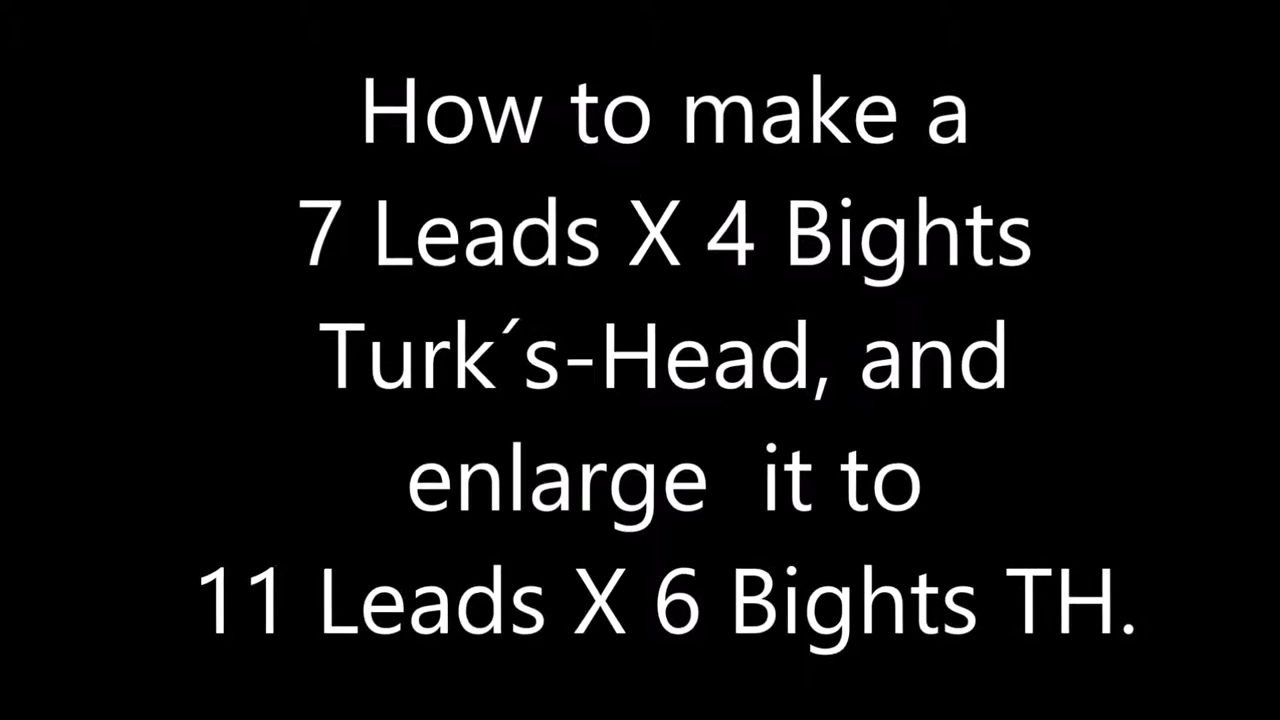 How to make a
7 Leads X 4 Bights
Turk´s-Head, and
enlarge  it to
11 Leads X 6 Bights TH.